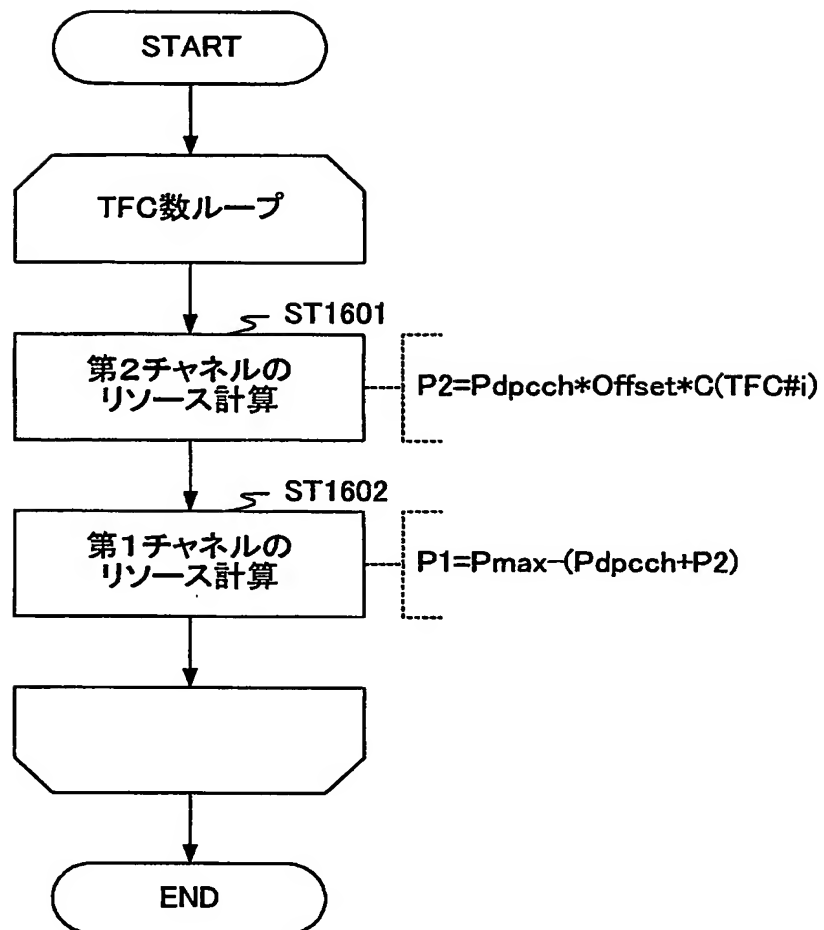 START
TFC数ループ
ST1601
第2チャネルの
リソース計算
P2=Pdpcch*Offset*C(TFC#i)
ST1602
第1チャネルの
リソース計算
P1=Pmax-(Pdpcch+P2)
END